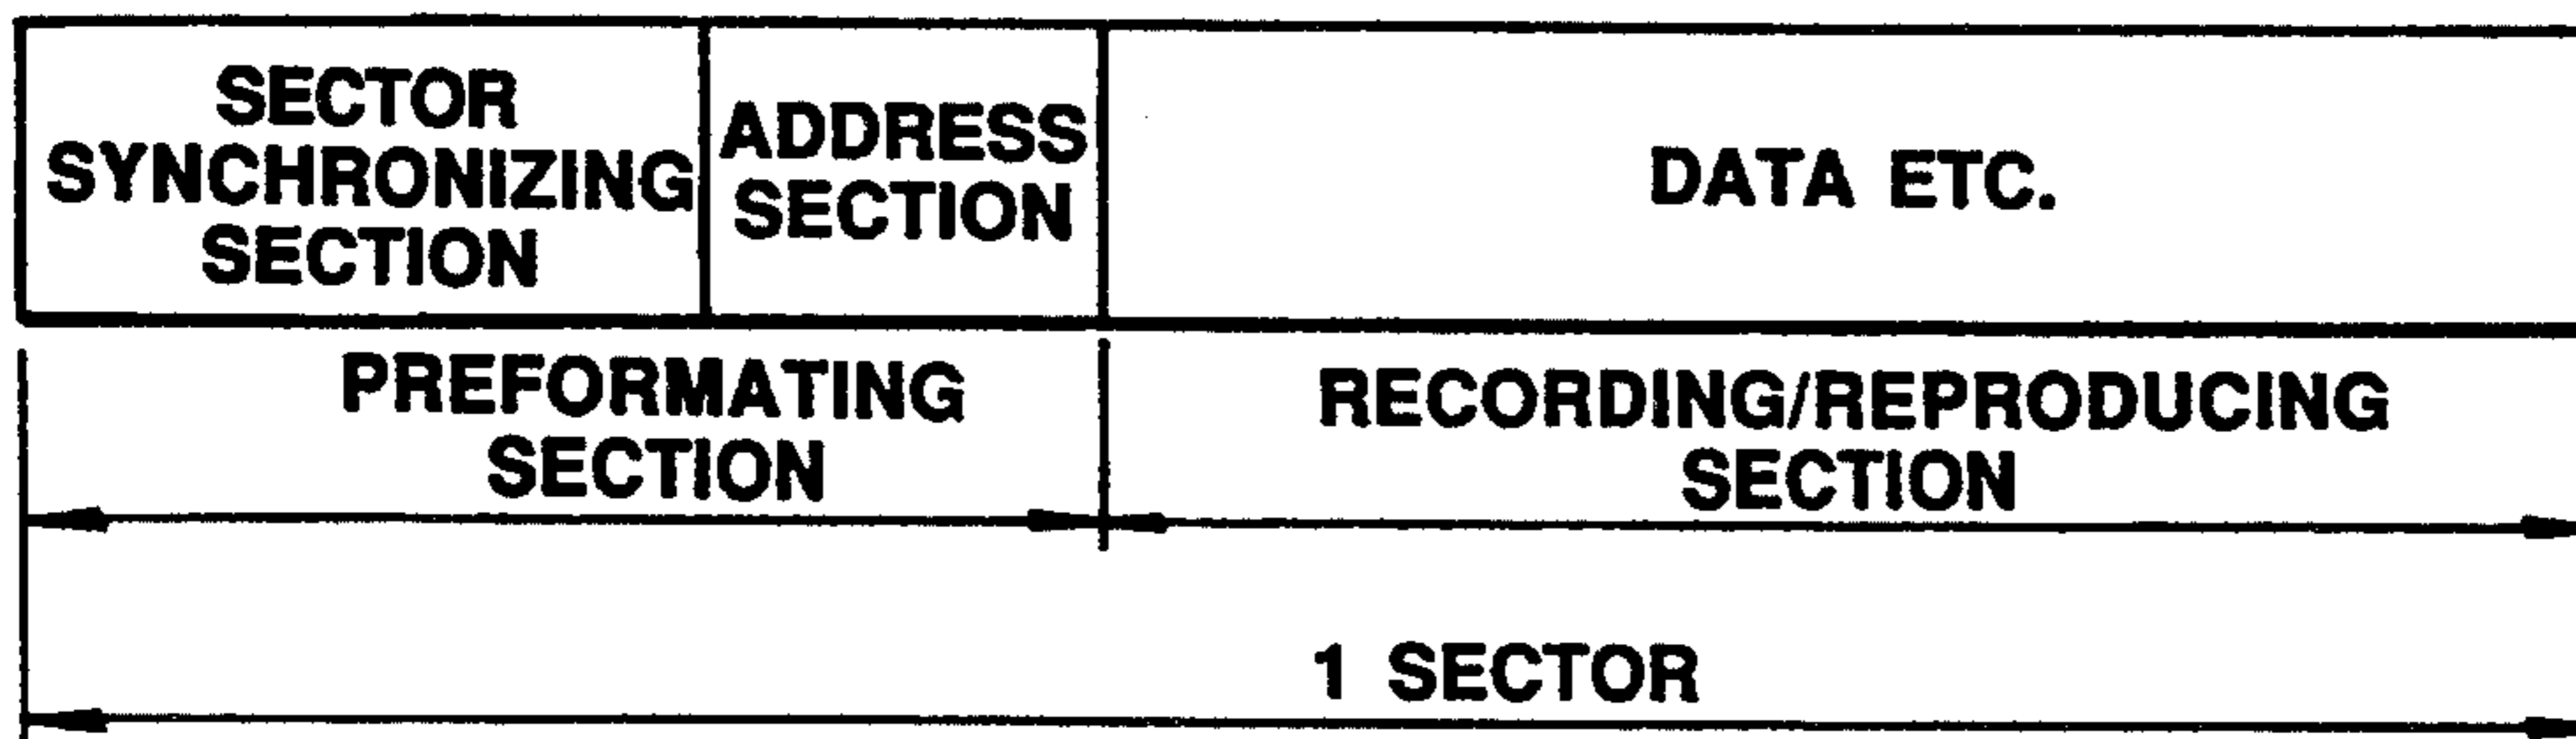 SECTOR
SYNCHRONIZING
SECTION
ADDRESS
SECTION
DATA ETC.
PREFORMATING
SECTION
RECORDING/REPRODUCING
SECTION
1 SECTOR